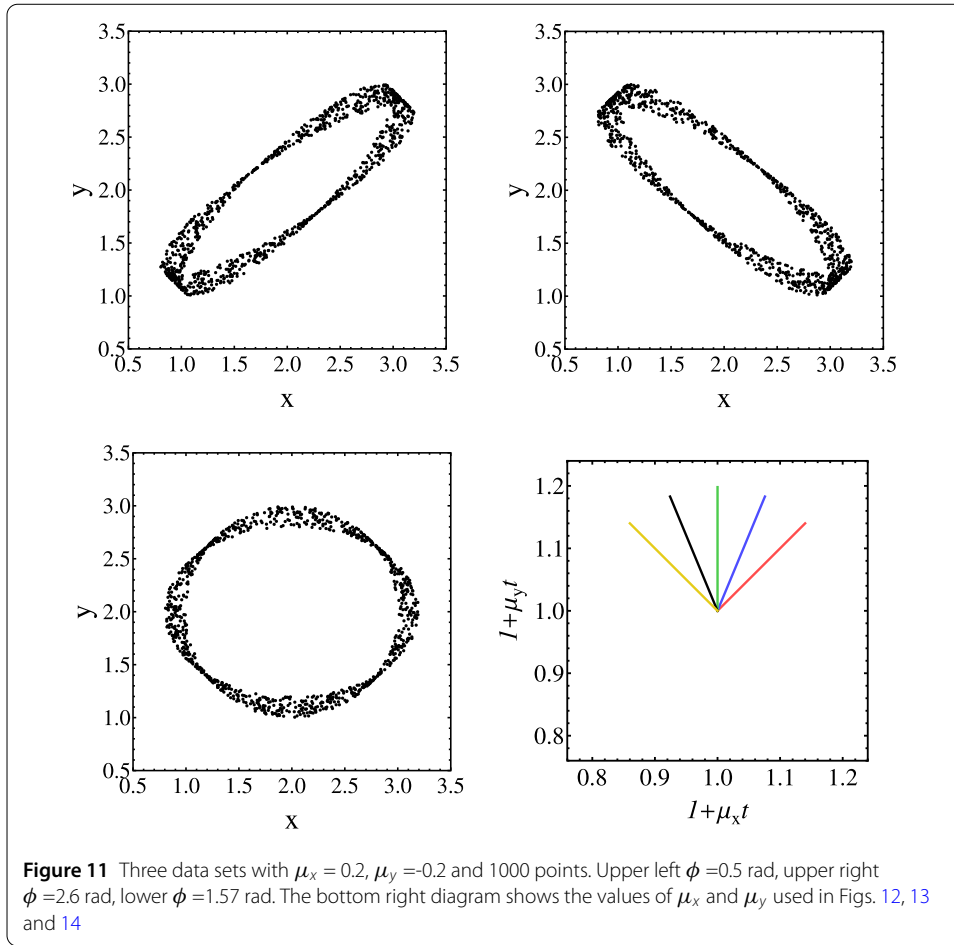 3.5
3.0
2.5
y 2.0
1.5
1.0
0.5
0.5 1.0 1.5 2.0 2.5 3.0 3.5
x
3.5
3.0
2.5
y 2.0
1.5
1.0
0.5
0.5 1.0 1.5 2.0 2.5 3.0 3.5
x
3.5
3.0
2.5
y 2.0
1.5
1.0
0.5
0.5 1.0 1.5 2.0 2.5 3.0 3.5
x
1.2
1.1
1+μyt 1.0
0.9
0.8
0.8 0.9 1.0 1.1 1.2
1+μxt
Figure 11 Three data sets with μx = 0.2, μy =-0.2 and 1000 points. Upper left ϕ =0.5 rad, upper right
ϕ =2.6 rad, lower ϕ =1.57 rad. The bottom right diagram shows the values of μx and μy used in Figs. 12, 13
and 14